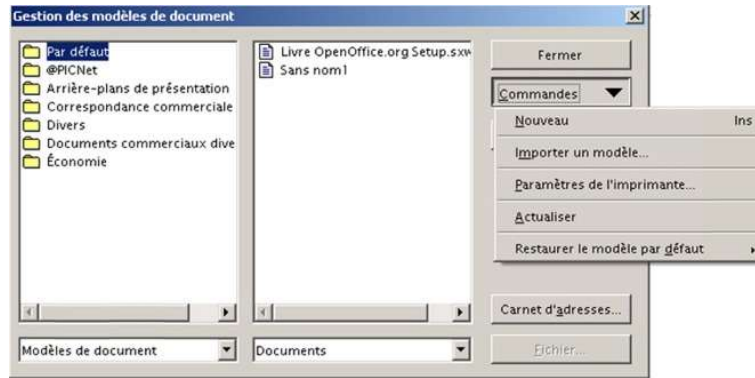 Gestion des modèles de document
Par défaut
@PICNet
Arrière-plans de présentation
Correspondance commerciale
Divers
Documents commerciaux dive
Économie
Modèles de document
Livre OpenOffice.org Setup.sxw
Sans nom1
Documents
Fermer
Commandes
Nouveau Ins
Importer un modèle...
Paramètres de l'imprimante...
Actualiser
Restaurer le modèle par défaut
Carnet d'adresses...
Fichier...